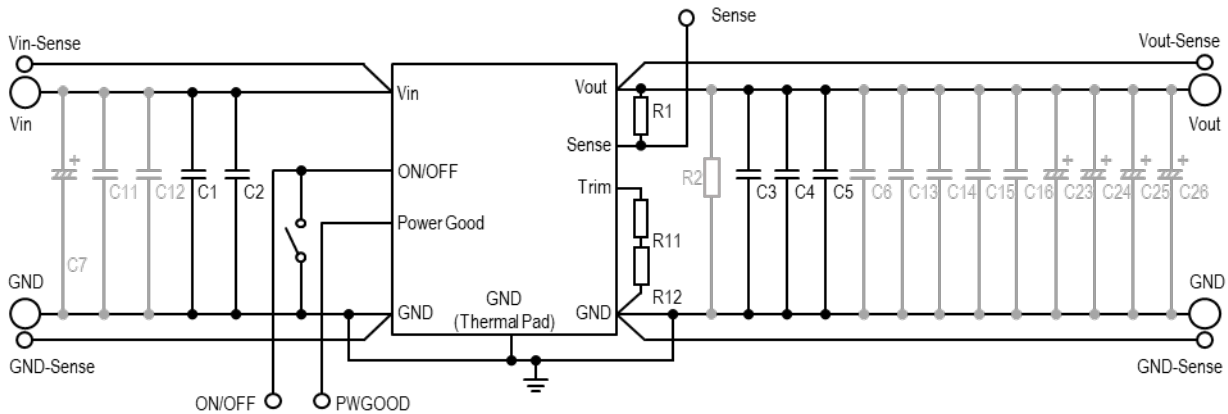 Sense
Vin-Sense
Vout-Sense
Vin
Vin
Vout
Vout
R1
Sense
C7
C11
C12
C1
C2
ON/OFF
Trim
R2
C3
C4
C5
C6
C13
C14
C15
C16
C23
C24
C25
C26
+
+
+
+
+
Power Good
R11
R12
GND
GND
GND
(Thermal Pad)
GND
GND
GND-Sense
GND-Sense
ON/OFF
PWGOOD